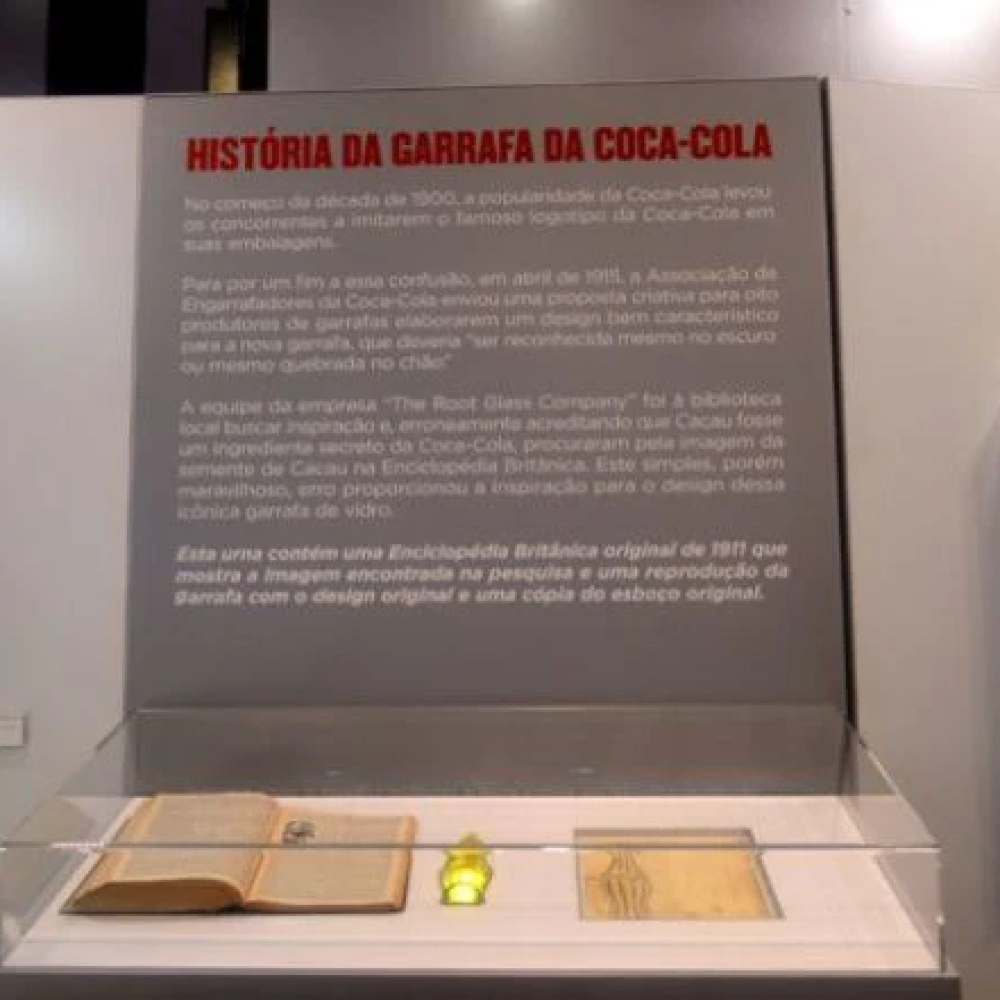 HISTÓRIA DA GARRAFA DA COCA-COLA
No começo da década de 1900, a popularidade da Coca-Cola levou
os concorrentes a imitarem o famoso logotipo da Coca-Cola em
suas embalagens.
Para por um fim a essa confusão, em abril de 1915, a Associação de
Engarrafadores da Coca-Cola enviou uma proposta criativa para oito
produtores de garrafas elaborarem um design bem característico
para a nova garrafa, que deveria "ser reconhecida mesmo no escuro
ou mesmo quebrada no chão"
A equipe da empresa "The Root Glass Company" foi à biblioteca
local buscar inspiração e, erroneamente acreditando que Cacau fosse
um ingrediente secreto da Coca-Cola, procuraram pela imagem da
semente de Cacau na Enciclopédia Britânica. Este simples, porém
maravilhoso, erro proporcionou a inspiração para o design dessa
icônica garrafa de vidro.
Esta urna contém uma Enciclopédia Britânica original de 1911 que
mostra a imagem encontrada na pesquisa e uma reprodução da
garrafa com o design original e uma cópia do esboço original.